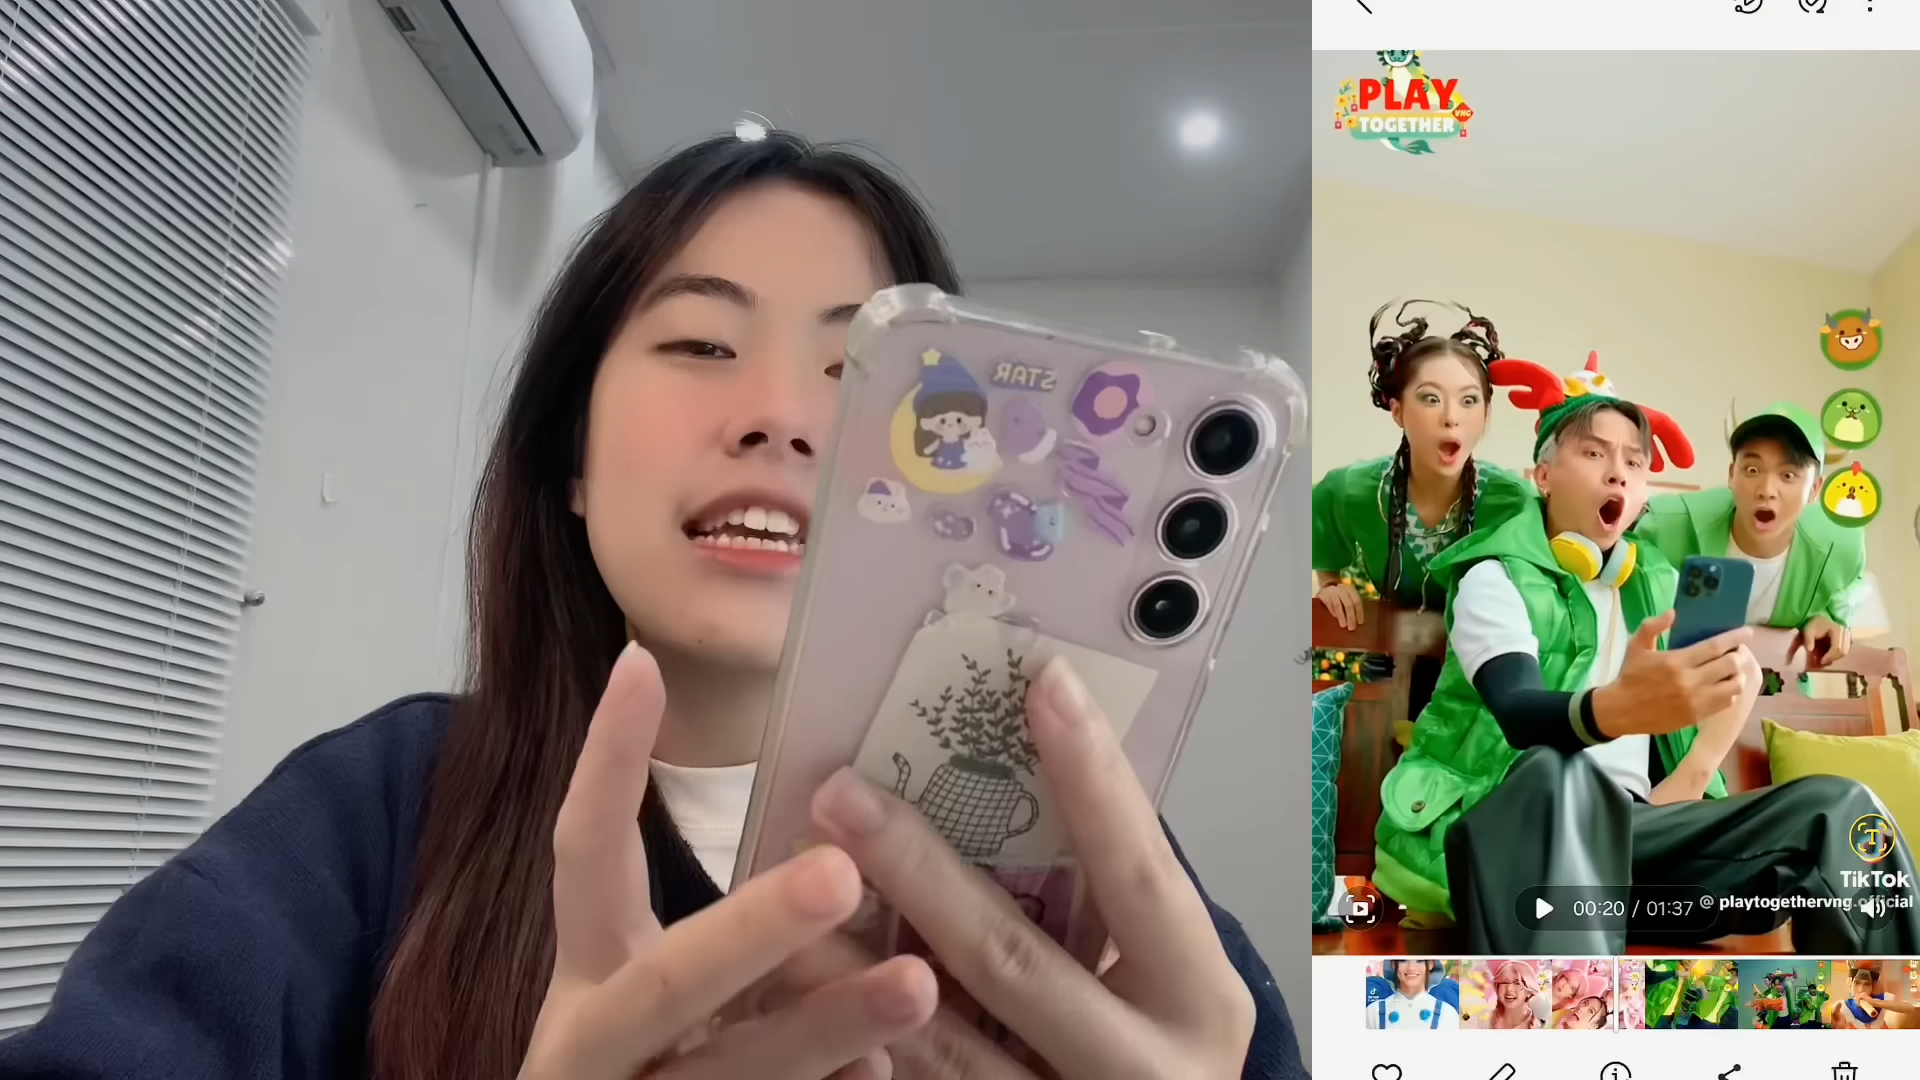 STAR
PLAY
TOGETHER
VNG
TikTok
00:20 / 01:37
@ playtogethervng.official